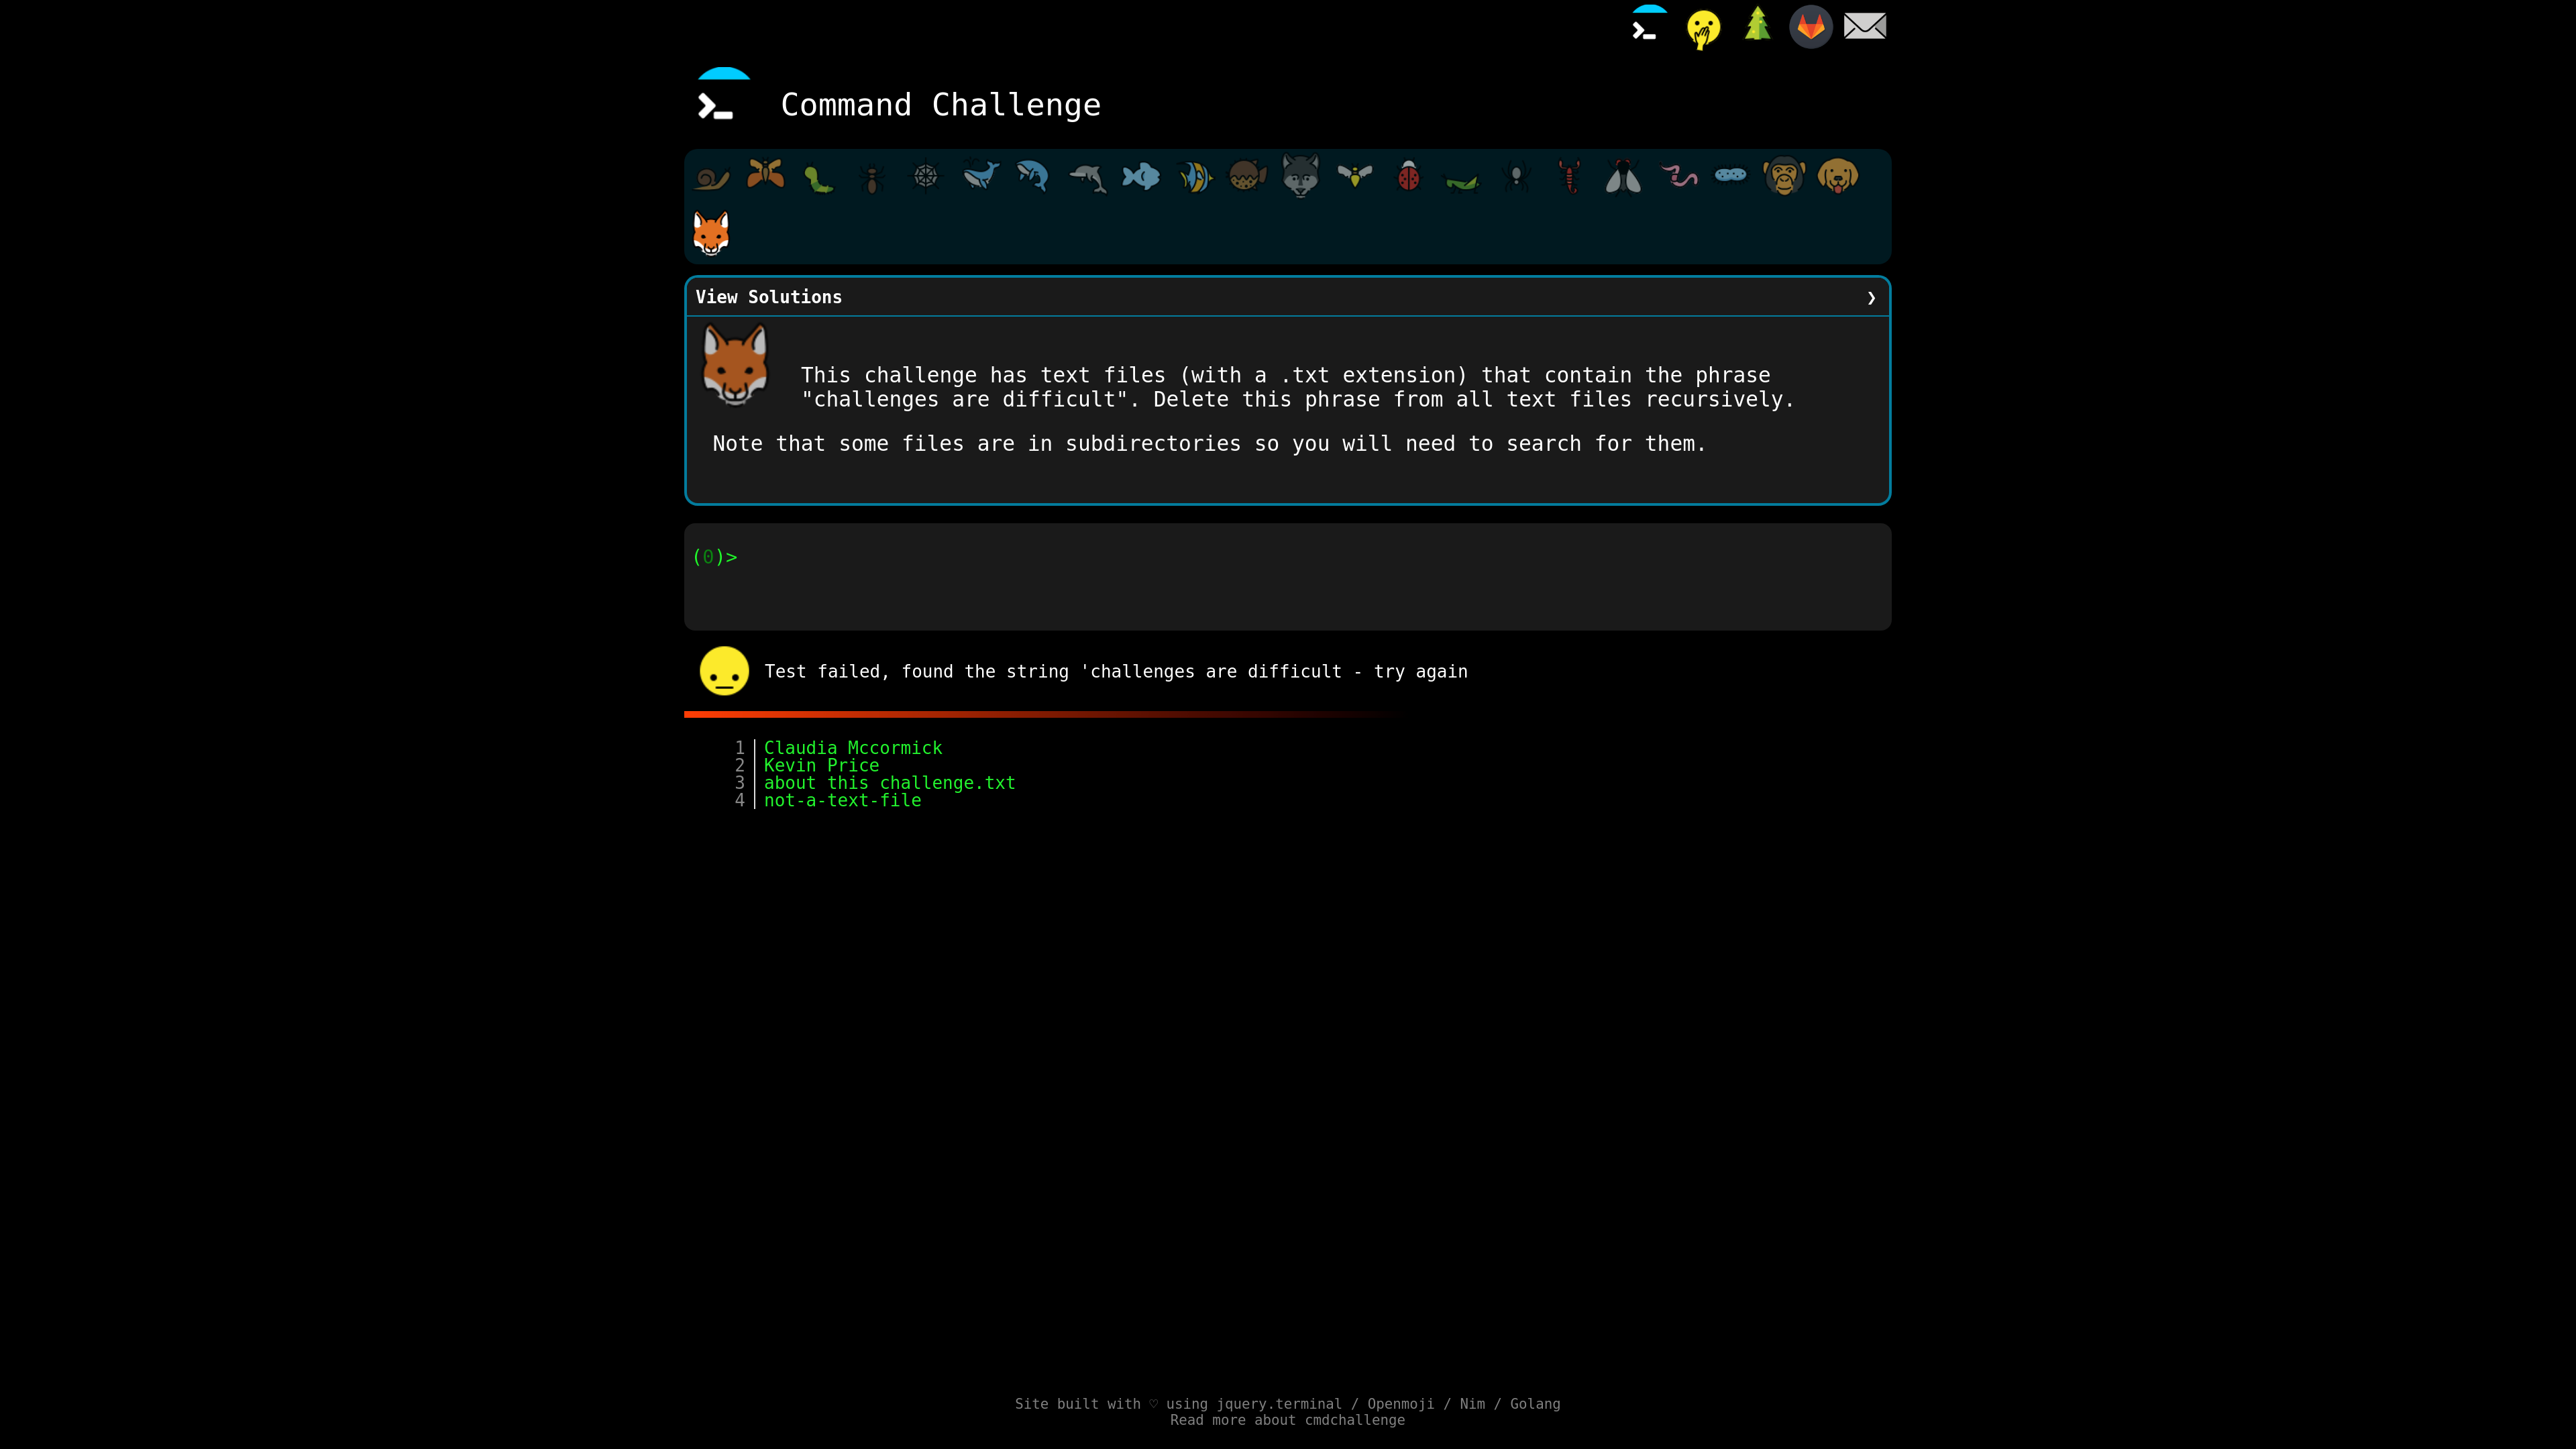 Command Challenge
View Solutions ❯
This challenge has text files (with a .txt extension) that contain the phrase
"challenges are difficult". Delete this phrase from all text files recursively.
Note that some files are in subdirectories so you will need to search for them.
(0)>
Test failed, found the string 'challenges are difficult - try again
1 Claudia Mccormick
2 Kevin Price
3 about this challenge.txt
4 not-a-text-file
Site built with ♡ using jquery.terminal / Openmoji / Nim / Golang
Read more about cmdchallenge